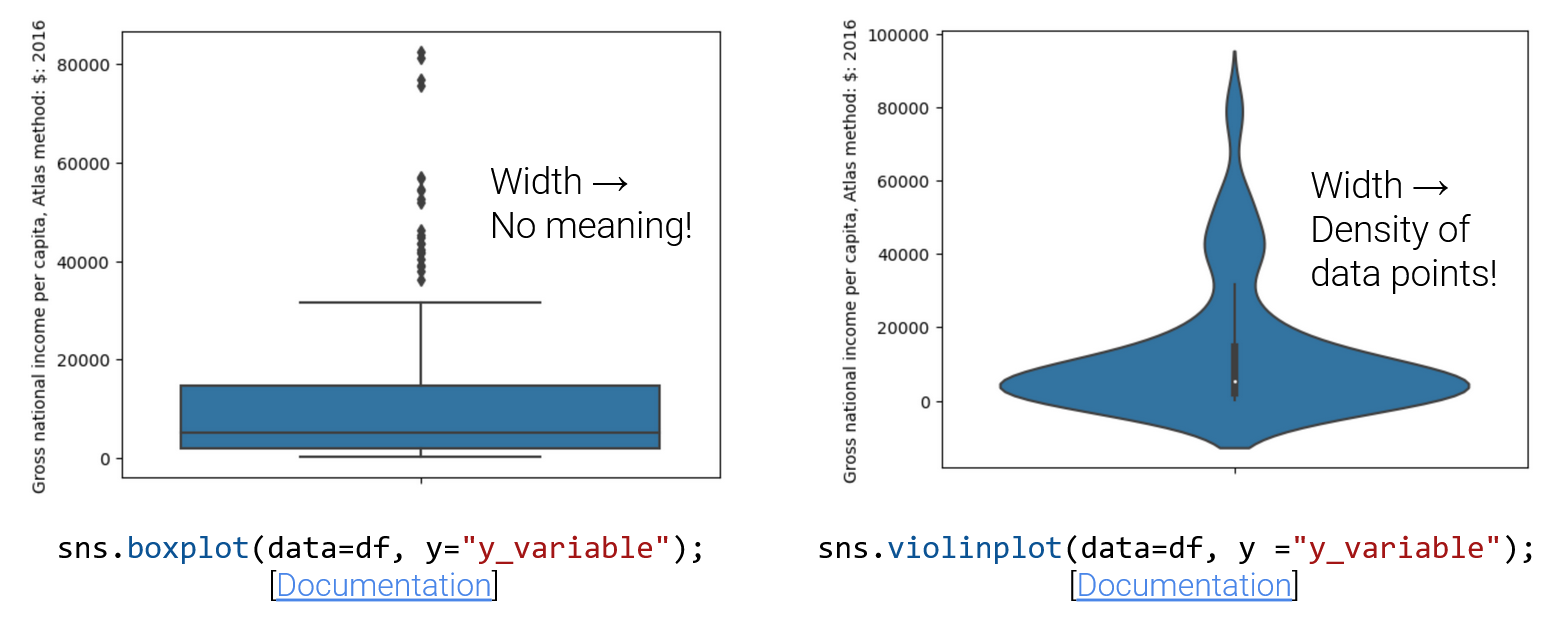 Gross national income per capita, Atlas method: $: 2016
80000
60000
40000
20000
0
Width →
No meaning!
sns.boxplot(data=df, y="y_variable");
[Documentation]
Gross national income per capita, Atlas method: $: 2016
100000
80000
60000
40000
20000
0
Width →
Density of
data points!
sns.violinplot(data=df, y ="y_variable");
[Documentation]